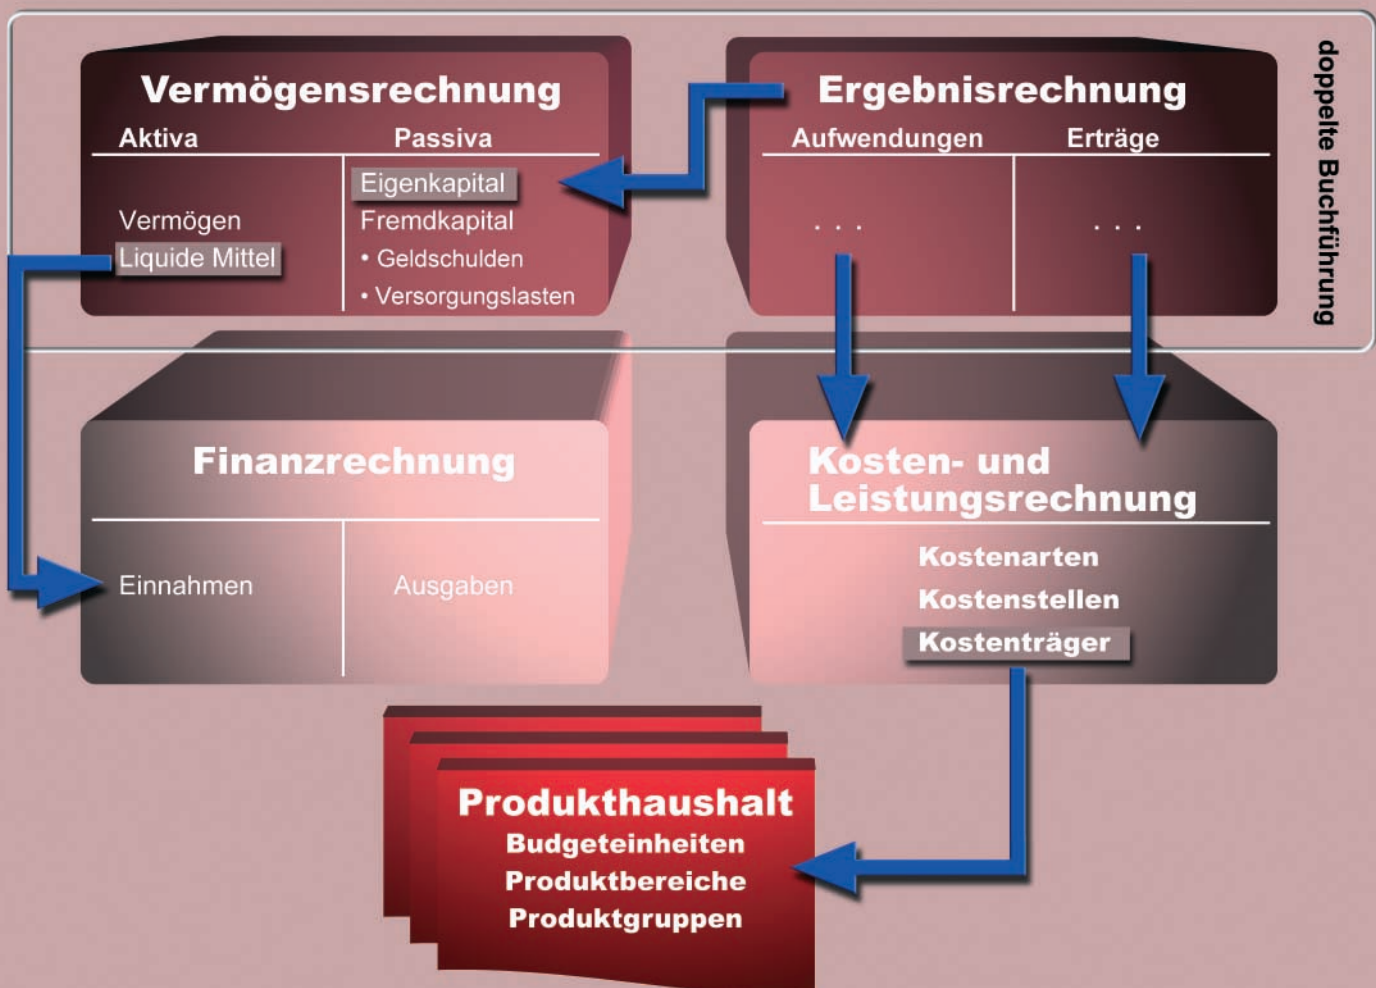 doppelte Buchführung
Vermögensrechnung
Aktiva Passiva
Eigenkapital
Vermögen Fremdkapital
Liquide Mittel • Geldschulden
• Versorgungslasten
Ergebnisrechnung
Aufwendungen Erträge
. . . . . .
Finanzrechnung
Einnahmen Ausgaben
Kosten- und
Leistungsrechnung
Kostenarten
Kostenstellen
Kostenträger
Produkthaushalt
Budgeteinheiten
Produktbereiche
Produktgruppen